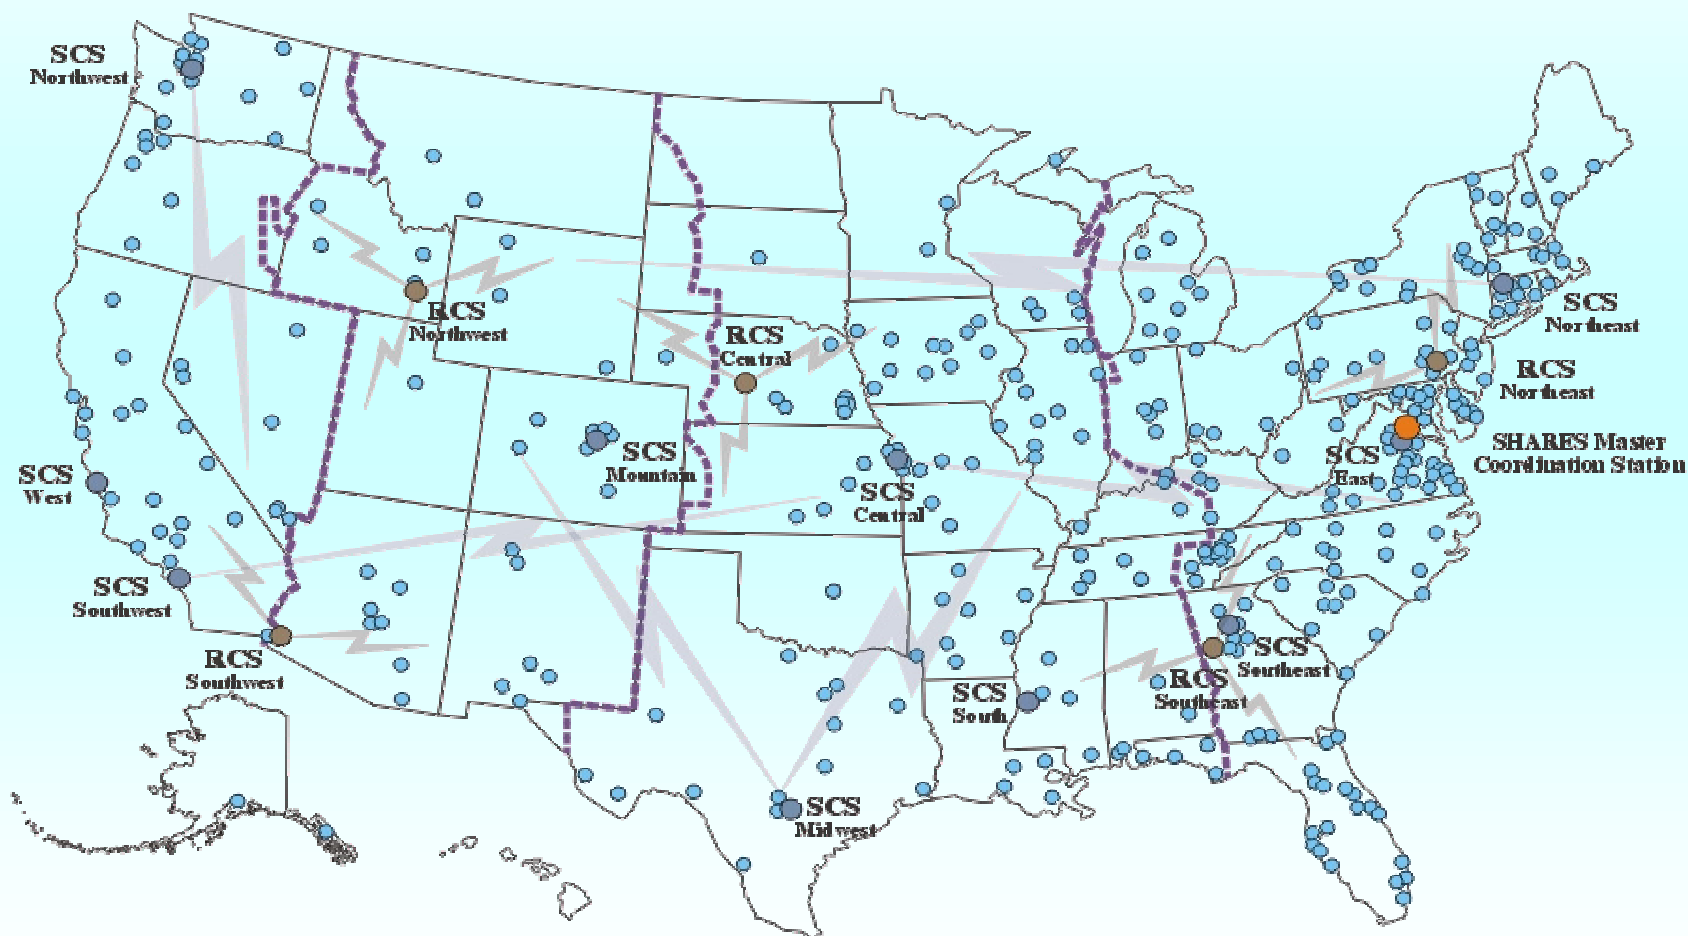 SCS
Northwest
RCS
Northwest
RCS
Central
SCS
Northeast
RCS
Northeast
SHARES Master
Coordination Station
SCS
East
SCS
Mountain
SCS
Central
SCS
West
SCS
Southwest
RCS
Southwest
SCS
South
SCS
Southeast
RCS
Southeast
SCS
Midwest